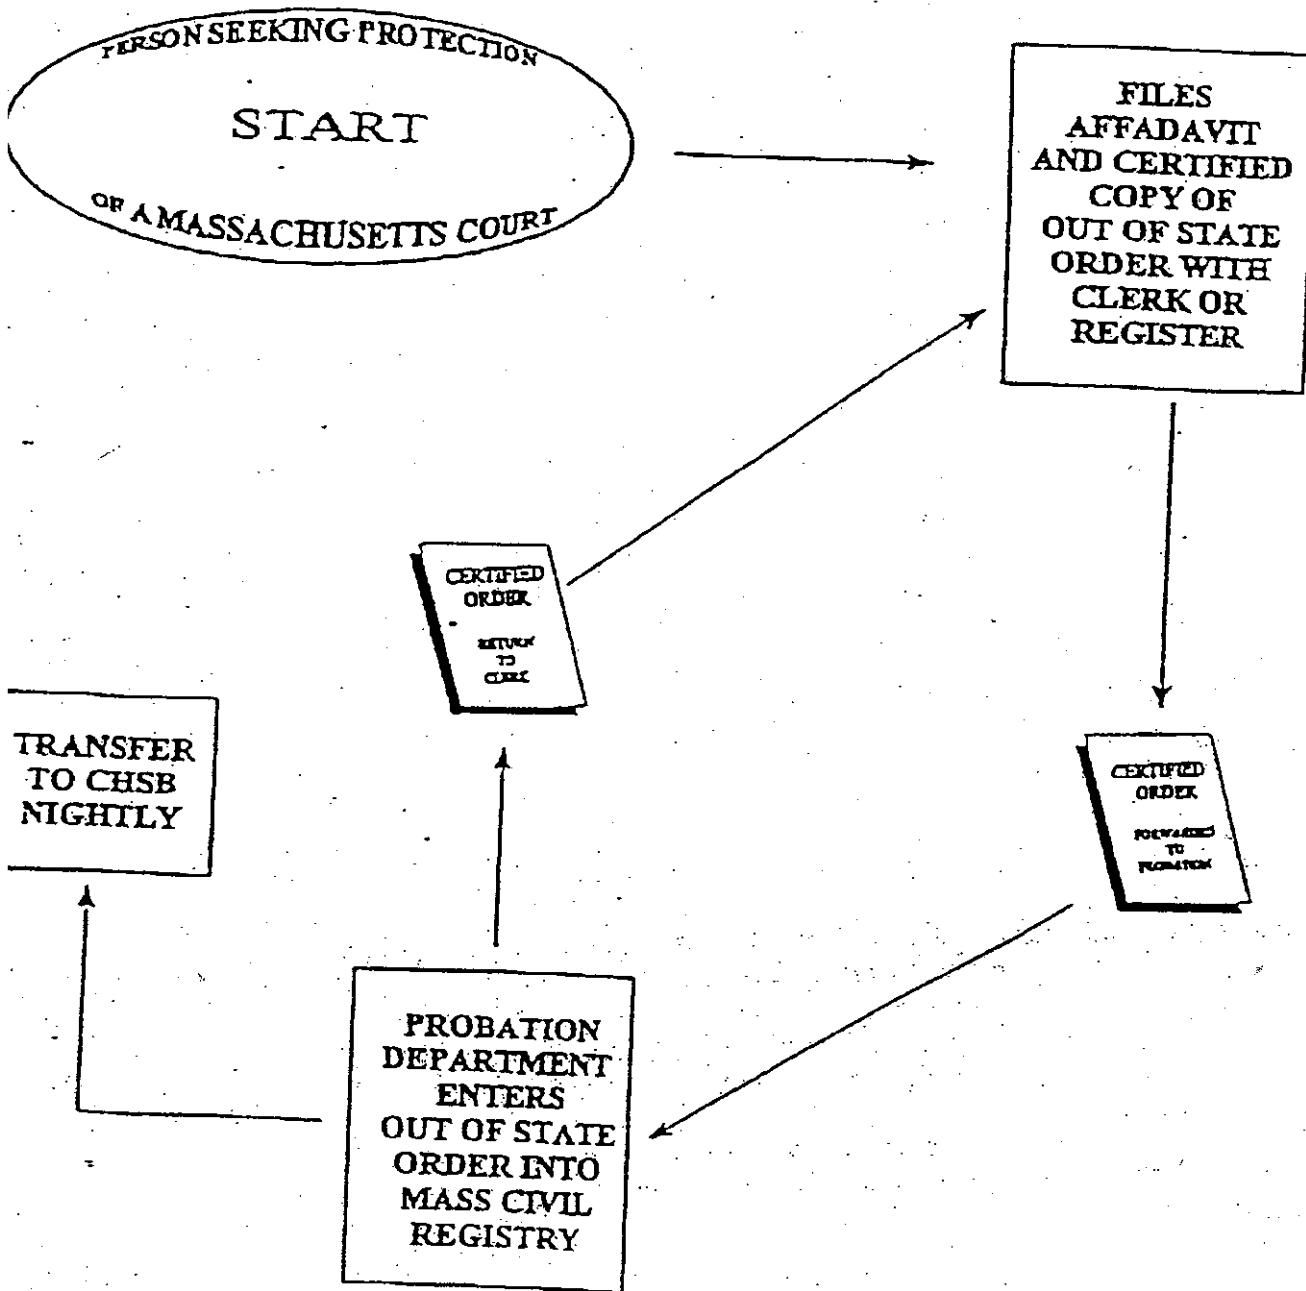 PERSON SEEKING PROTECTION
START
OF A MASSACHUSETTS COURT
FILES
AFFADAVIT
AND CERTIFIED
COPY OF
OUT OF STATE
ORDER WITH
CLERK OR
REGISTER
CERTIFIED
ORDER
RETURN
TO
CLERK
TRANSFER
TO CHSB
NIGHTLY
CERTIFIED
ORDER
FORWARDED
TO
PROBATION
PROBATION
DEPARTMENT
ENTERS
OUT OF STATE
ORDER INTO
MASS CIVIL
REGISTRY